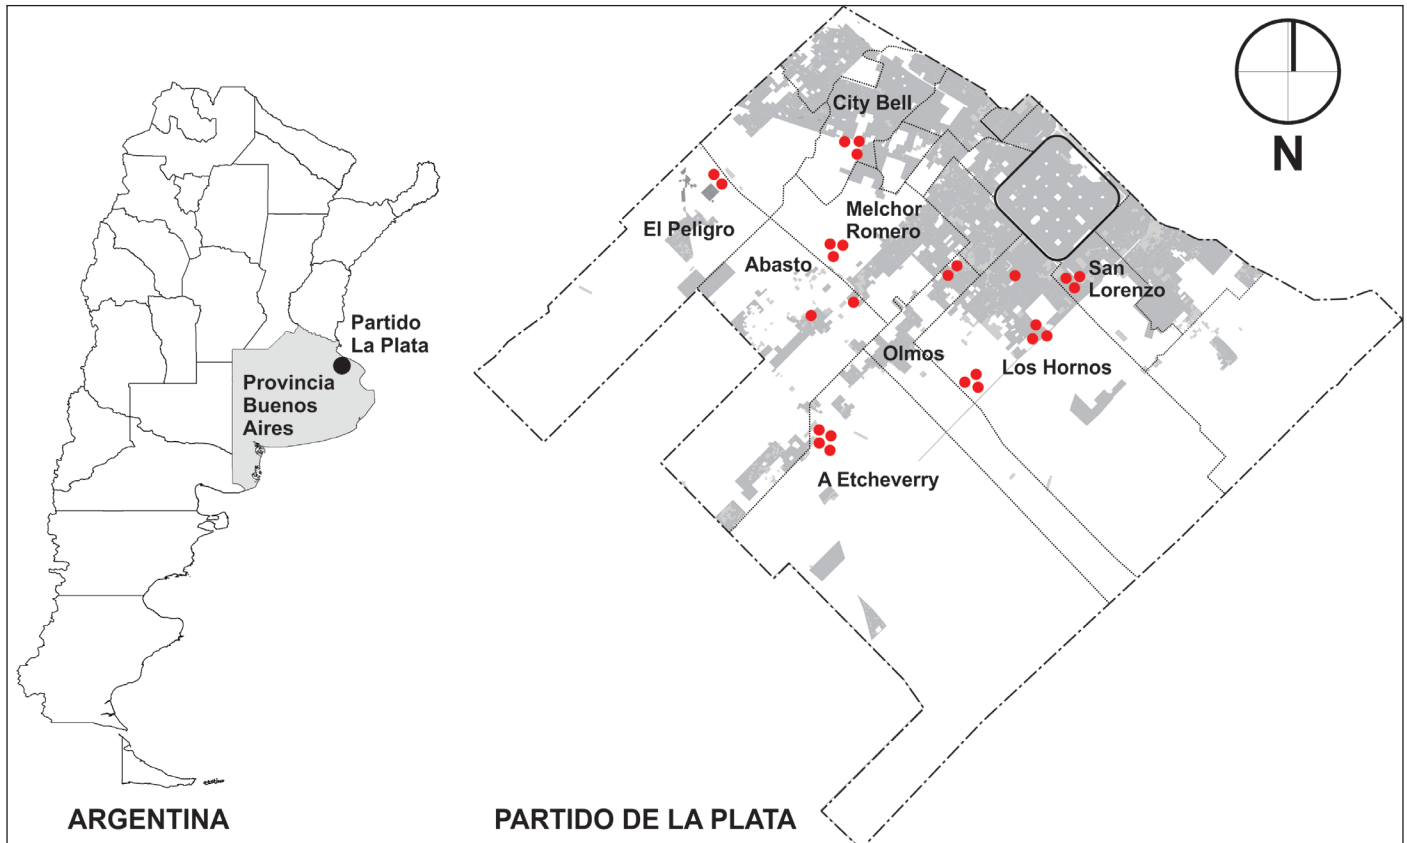 Partido
La Plata
Provincia
Buenos
Aires
ARGENTINA
City Bell
El Peligro
Melchor
Romero
Abasto
San
Lorenzo
Olmos
Los Hornos
A Etcheverry
N
PARTIDO DE LA PLATA